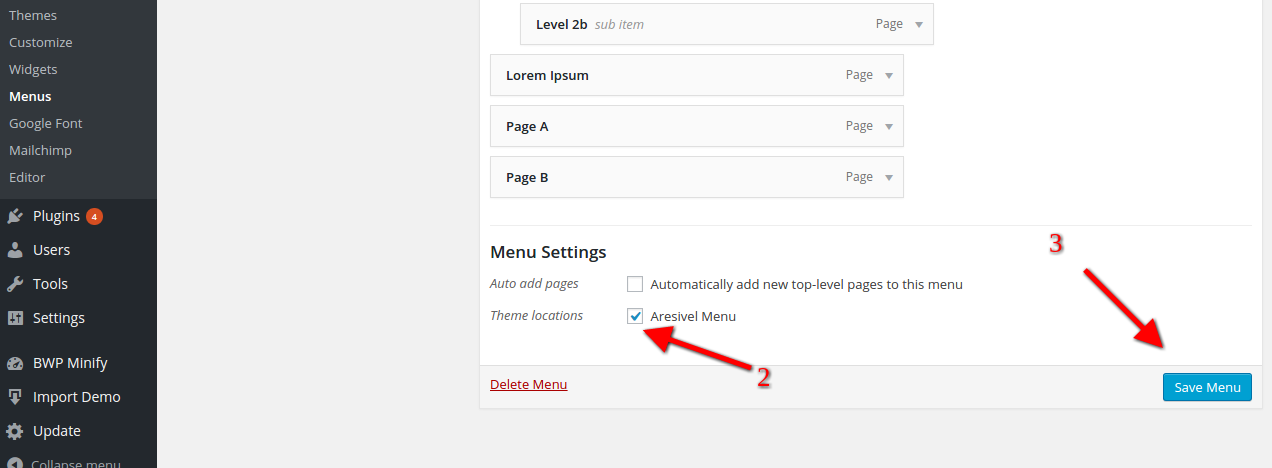 Themes
Customize
Widgets
Menus
Google Font
Mailchimp
Editor
Plugins 4
Users
Tools
Settings
BWP Minify
Import Demo
Update
Collapse menu
Level 2b sub item Page
Lorem Ipsum Page
Page A Page
Page B Page
Menu Settings
Auto add pages Automatically add new top-level pages to this menu
Theme locations Aresivel Menu
2
3
Delete Menu Save Menu